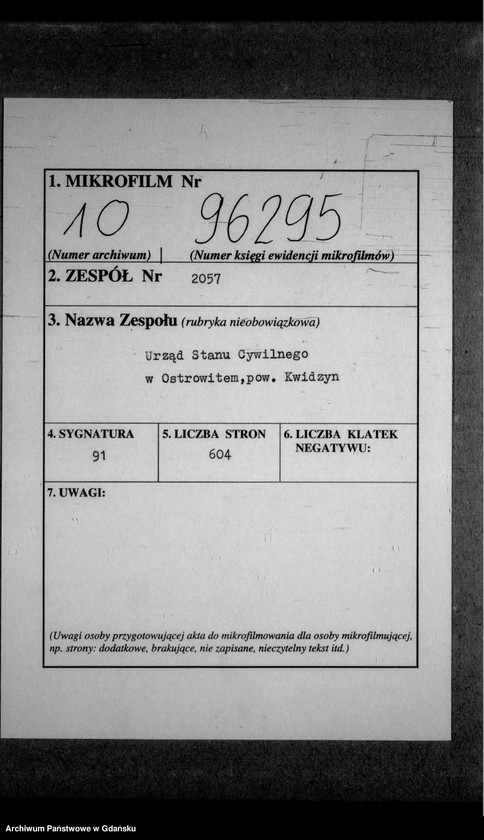 1. MIKROFILM Nr
10 96295
(Numer archiwum) (Numer księgi ewidencji mikrofilmów)
2. ZESPÓŁ Nr 2057
3. Nazwa Zespołu (rubryka nieobowiązkowa)
Urząd Stanu Cywilnego
w Ostrowitem,pow. Kwidzyn
4. SYGNATURA 5. LICZBA STRON 6. LICZBA KLATEK
NEGATYWU:
91 604
7. UWAGI:
(Uwagi osoby przygotowującej akta do mikrofilmowania dla osoby mikrofilmującej,
np. strony: dodatkowe, brakujące, nie zapisane, nieczytelny tekst itd.)
Archiwum Państwowe w Gdańsku